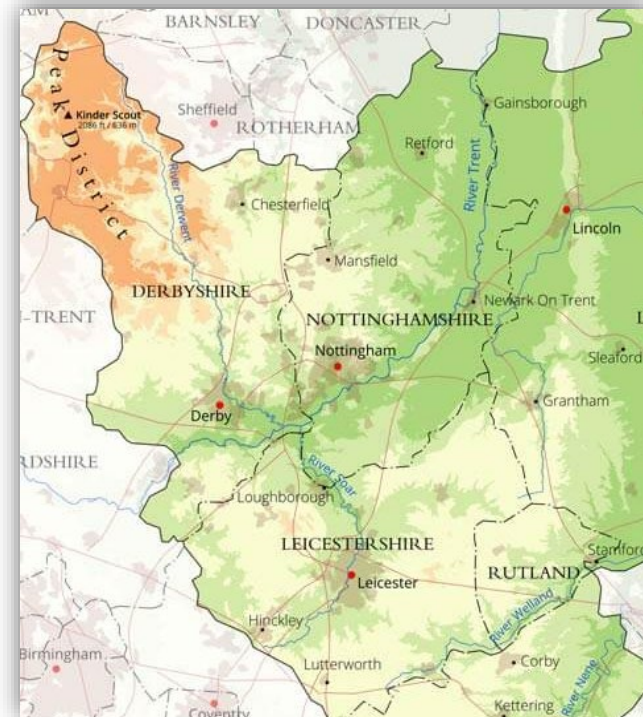 AM
BARNSLEY
DONCASTER
Peak District
Kinder Scout
2086 ft / 636 m
Sheffield
ROTHERHAM
Gainsborough
Retford
River Trent
River Derwent
Chesterfield
Lincoln
Mansfield
DERBYSHIRE
Newark On Trent
-TRENT
NOTTINGHAMSHIRE
L
Nottingham
Sleaford
Grantham
Derby
RDSHIRE
River Soar
Loughborough
LEICESTERSHIRE
Stamford
RUTLAND
Leicester
River Welland
Hinckley
Birmingham
Lutterworth
Corby
River Nene
Coventry
Kettering